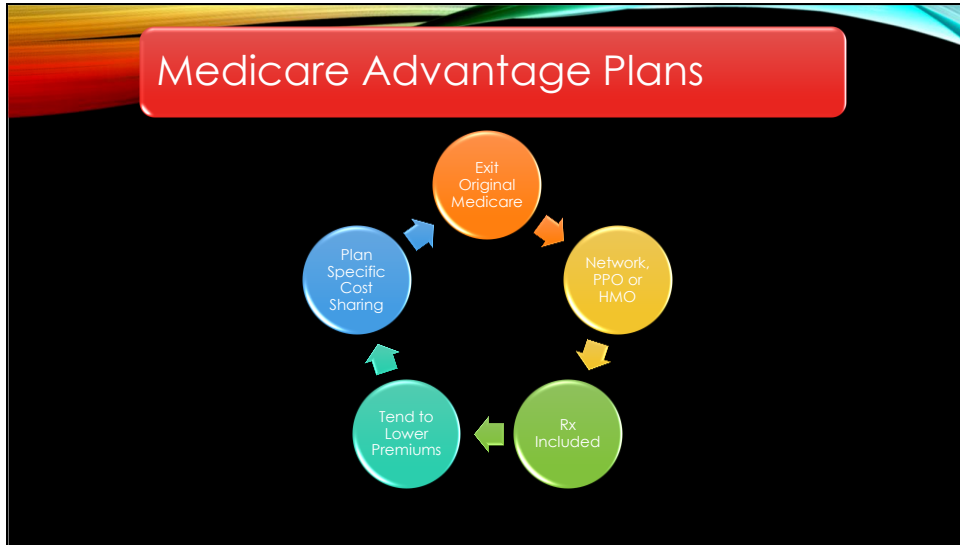 Medicare Advantage Plans
Exit
Original
Medicare
Network,
PPO or
HMO
Rx
Included
Tend to
Lower
Premiums
Plan
Specific
Cost
Sharing